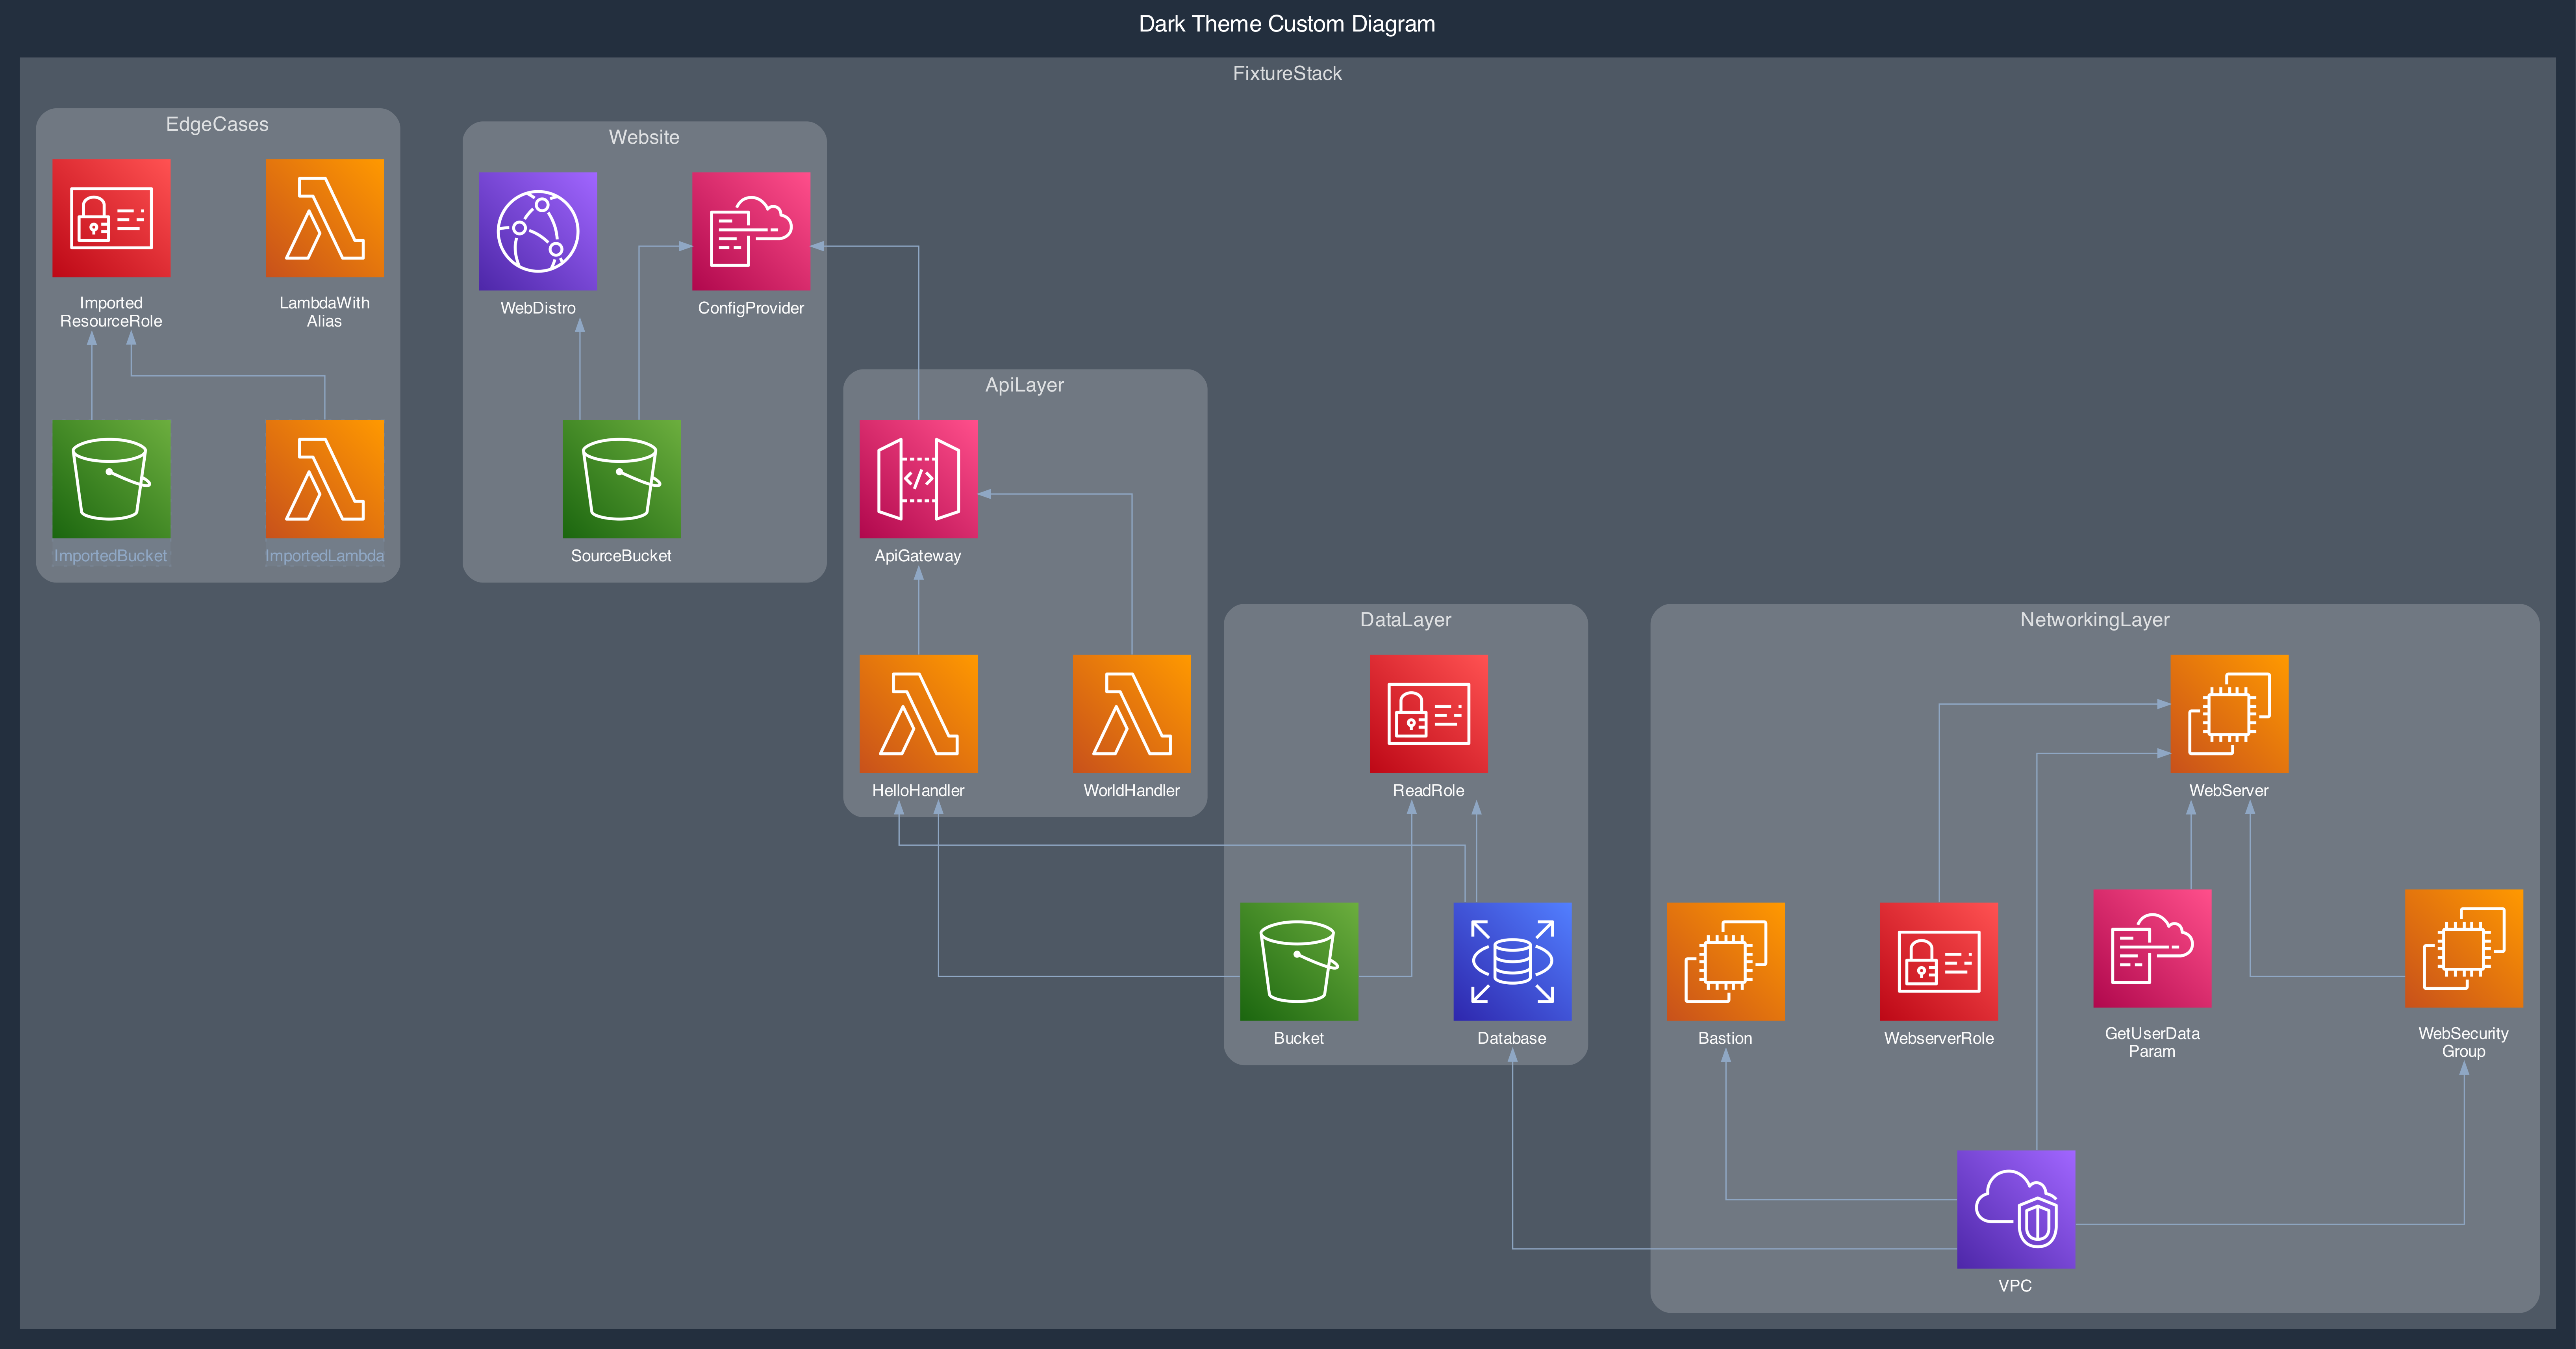 Dark Theme Custom Diagram
FixtureStack
EdgeCases
Imported
ResourceRole
LambdaWith
Alias
ImportedBucket
ImportedLambda
Website
WebDistro
ConfigProvider
SourceBucket
ApiLayer
ApiGateway
HelloHandler
WorldHandler
DataLayer
ReadRole
Bucket
Database
NetworkingLayer
WebServer
Bastion
WebserverRole
GetUserData
Param
WebSecurity
Group
VPC